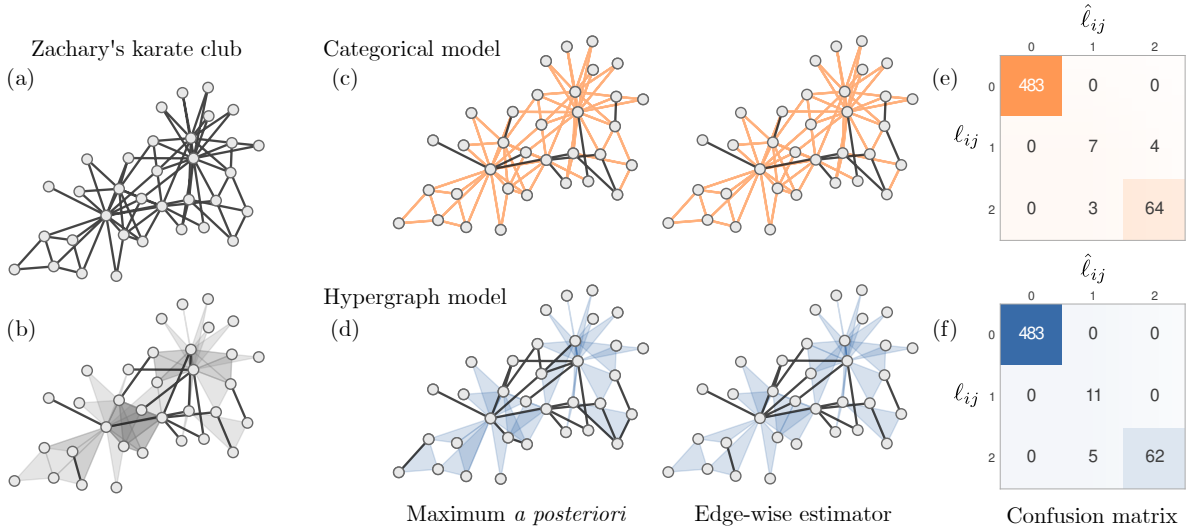 Zachary's karate club
Categorical model
(a)
(c)
(e)
ℓ̂ij
0 1 2
0 483 0 0
ℓij 1 0 7 4
2 0 3 64
Hypergraph model
(b)
(d)
(f)
ℓ̂ij
0 1 2
0 483 0 0
ℓij 1 0 11 0
2 0 5 62
Maximum a posteriori
Edge-wise estimator
Confusion matrix